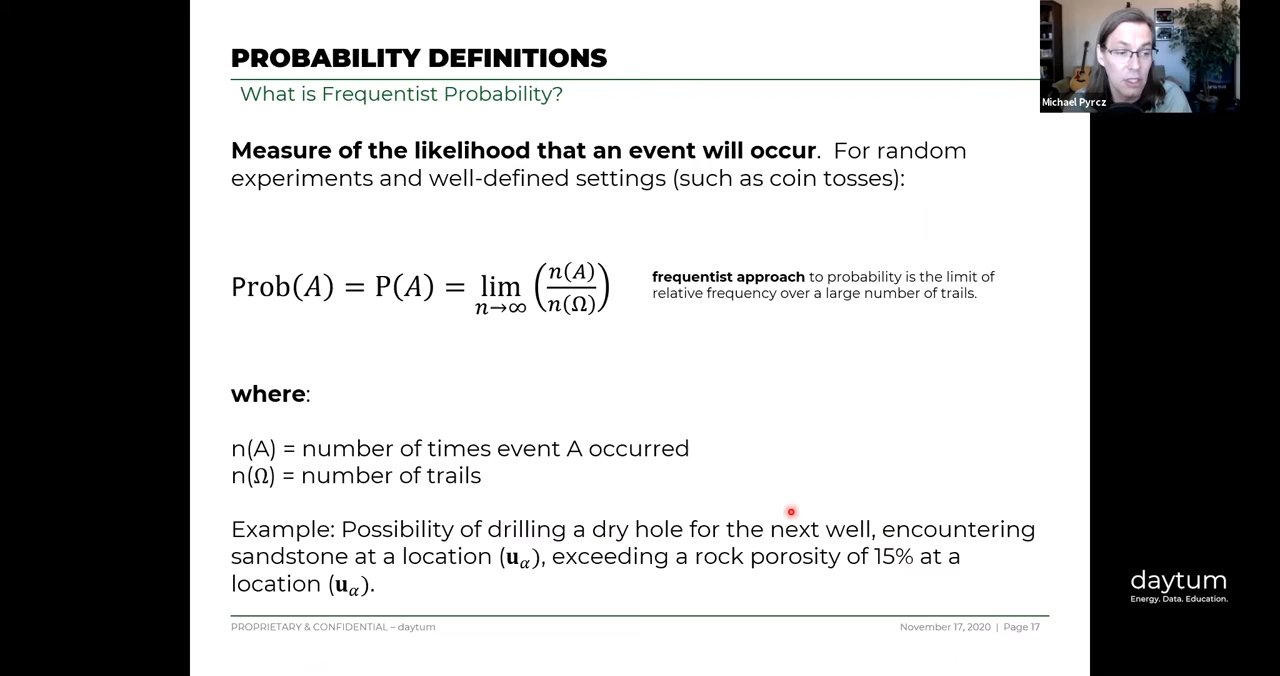 PROBABILITY DEFINITIONS
What is Frequentist Probability?
Michael Pyrcz
Measure of the likelihood that an event will occur. For random
experiments and well-defined settings (such as coin tosses):
Prob(A) = P(A) = lim n→∞ (n(A)/n(Ω))
frequentist approach to probability is the limit of
relative frequency over a large number of trails.
where:
n(A) = number of times event A occurred
n(Ω) = number of trails
Example: Possibility of drilling a dry hole for the next well, encountering
sandstone at a location (uα), exceeding a rock porosity of 15% at a
location (uα).
daytum
Energy. Data. Education.
PROPRIETARY & CONFIDENTIAL – daytum
November 17, 2020 | Page 17